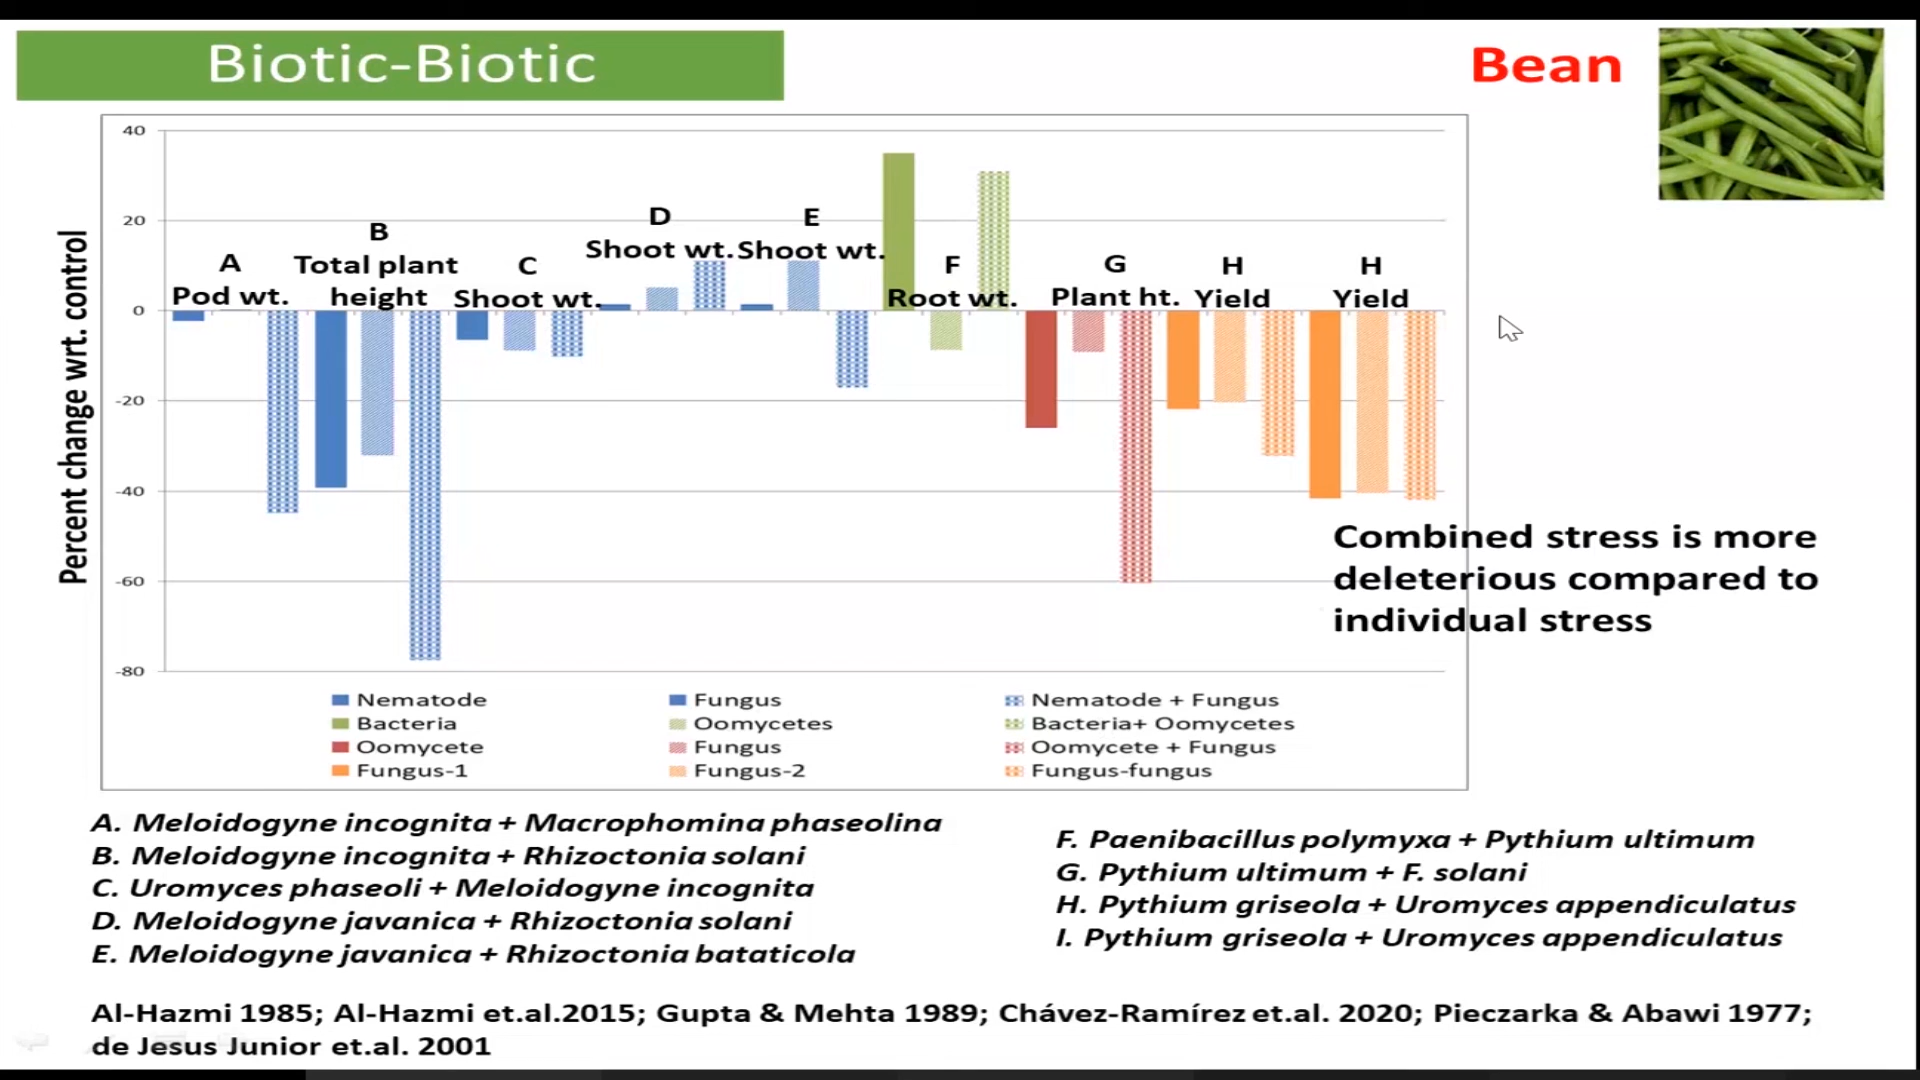 Biotic-Biotic
Bean
Percent change wrt. control
40
20
0
-20
-40
-60
-80
A
Pod wt.
B
Total plant
height
C
Shoot wt.
D
Shoot wt.
E
Shoot wt.
F
Root wt.
G
Plant ht.
H
Yield
H
Yield
Combined stress is more
deleterious compared to
individual stress
Nematode Fungus Nematode + Fungus
Bacteria Oomycetes Bacteria+ Oomycetes
Oomycete Fungus Oomycete + Fungus
Fungus-1 Fungus-2 Fungus-fungus
A. Meloidogyne incognita + Macrophomina phaseolina
B. Meloidogyne incognita + Rhizoctonia solani
C. Uromyces phaseoli + Meloidogyne incognita
D. Meloidogyne javanica + Rhizoctonia solani
E. Meloidogyne javanica + Rhizoctonia bataticola
F. Paenibacillus polymyxa + Pythium ultimum
G. Pythium ultimum + F. solani
H. Pythium griseola + Uromyces appendiculatus
I. Pythium griseola + Uromyces appendiculatus
Al-Hazmi 1985; Al-Hazmi et.al.2015; Gupta & Mehta 1989; Chávez-Ramírez et.al. 2020; Pieczarka & Abawi 1977;
de Jesus Junior et.al. 2001